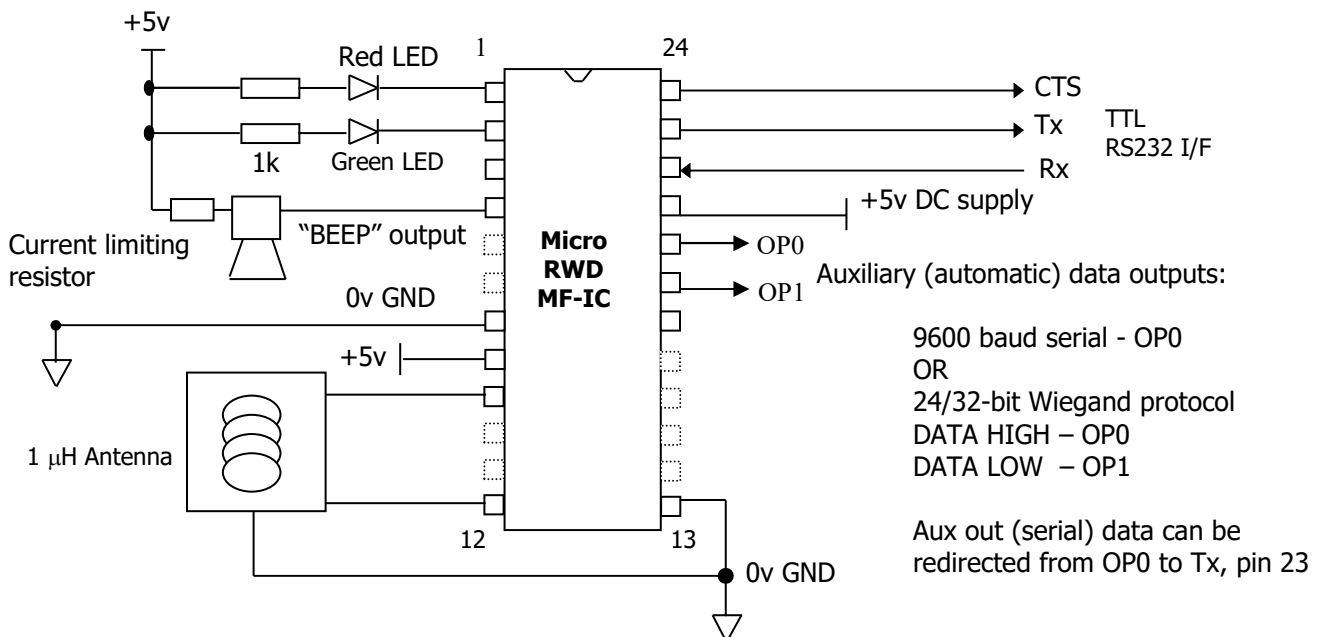 +5v
Red LED
1
24
CTS
Tx
TTL
RS232 I/F
1k
Green LED
Rx
+5v DC supply
"BEEP" output
Current limiting
resistor
Micro
RWD
MF-IC
OP0
OP1
Auxiliary (automatic) data outputs:
0v GND
+5v
9600 baud serial - OP0
OR
24/32-bit Wiegand protocol
DATA HIGH – OP0
DATA LOW – OP1
1 μH Antenna
12
13
Aux out (serial) data can be
redirected from OP0 to Tx, pin 23
0v GND